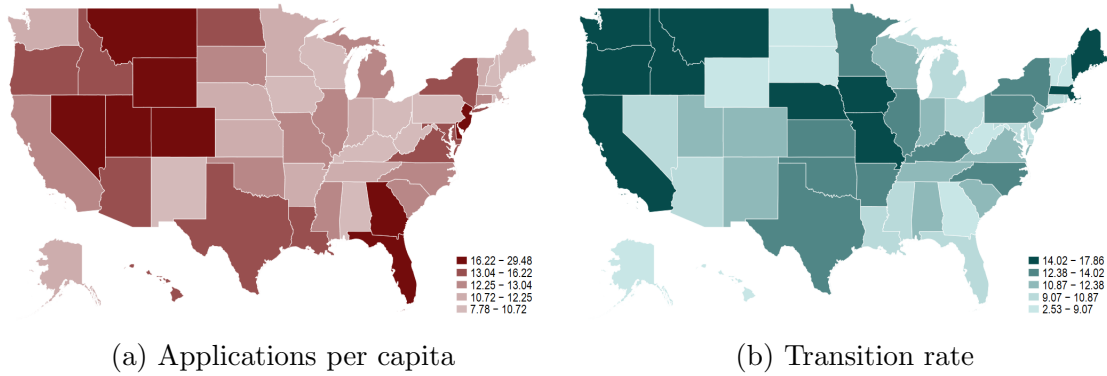 16.22 − 29.48
13.04 − 16.22
12.25 − 13.04
10.72 − 12.25
7.78 − 10.72
14.02 − 17.86
12.38 − 14.02
10.87 − 12.38
9.07 − 10.87
2.53 − 9.07
(a) Applications per capita
(b) Transition rate